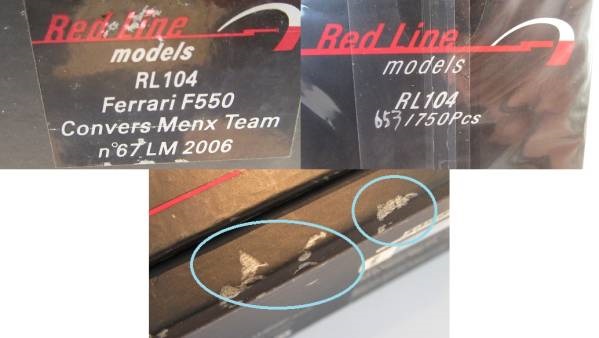 Red Line
models
RL104
Ferrari F550
Convers Menx Team
n°67 LM 2006
Red Line
models
RL104
653/750Pcs